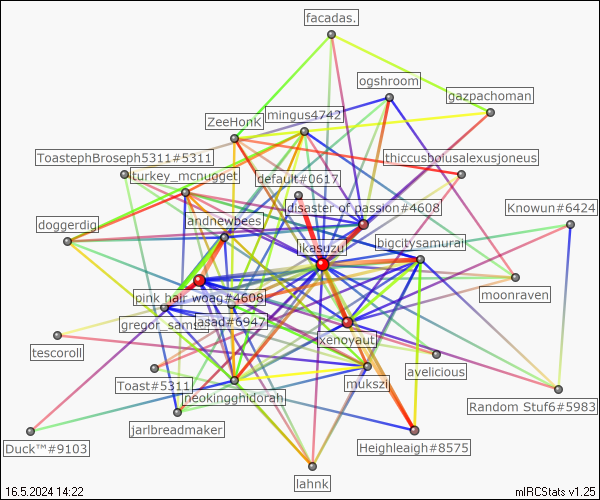 facadas.
ogshroom
gazpachoman
mingus4742
ZeeHonK
ToastephBroseph5311#5311
thiccusbolusalexusjoneus
turkey_mcnugget
default#0617
disaster of passion#4608
Knowun#6424
andnewbees
doggerdig
bigcitysamurai
ikasuzu
moonraven
pink hair woag#4608
gregor_samsa
asad#6947
xenoyaut
tescoroll
avelicious
Toast#5311
mukszi
neokingghidorah
Random Stuf6#5983
jarlbreadmaker
Duck™#9103
Heighleaigh#8575
lahnk
16.5.2024 14:22
mIRCStats v1.25